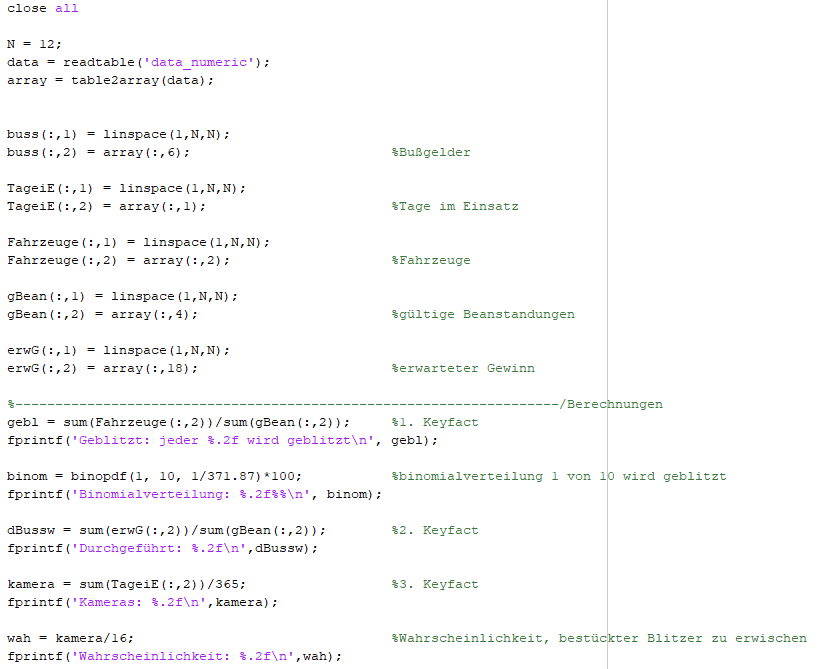 close all
N = 12;
data = readtable('data_numeric');
array = table2array(data);
buss(:,1) = linspace(1,N,N);
buss(:,2) = array(:,6); %Bußgelder
TageiE(:,1) = linspace(1,N,N);
TageiE(:,2) = array(:,1); %Tage im Einsatz
Fahrzeuge(:,1) = linspace(1,N,N);
Fahrzeuge(:,2) = array(:,2); %Fahrzeuge
gBean(:,1) = linspace(1,N,N);
gBean(:,2) = array(:,4); %gültige Beanstandungen
erwG(:,1) = linspace(1,N,N);
erwG(:,2) = array(:,18); %erwarteter Gewinn
%--------------------------------------------------------------------/Berechnungen
gebl = sum(Fahrzeuge(:,2))/sum(gBean(:,2)); %1. Keyfact
fprintf('Geblitzt: jeder %.2f wird geblitzt\n', gebl);
binom = binopdf(1, 10, 1/371.87)*100; %binomialverteilung 1 von 10 wird geblitzt
fprintf('Binomialverteilung: %.2f%%\n', binom);
dBussw = sum(erwG(:,2))/sum(gBean(:,2)); %2. Keyfact
fprintf('Durchgeführt: %.2f\n',dBussw);
kamera = sum(TageiE(:,2))/365; %3. Keyfact
fprintf('Kameras: %.2f\n',kamera);
wah = kamera/16; %Wahrscheinlichkeit, bestückter Blitzer zu erwischen
fprintf('Wahrscheinlichkeit: %.2f\n',wah);